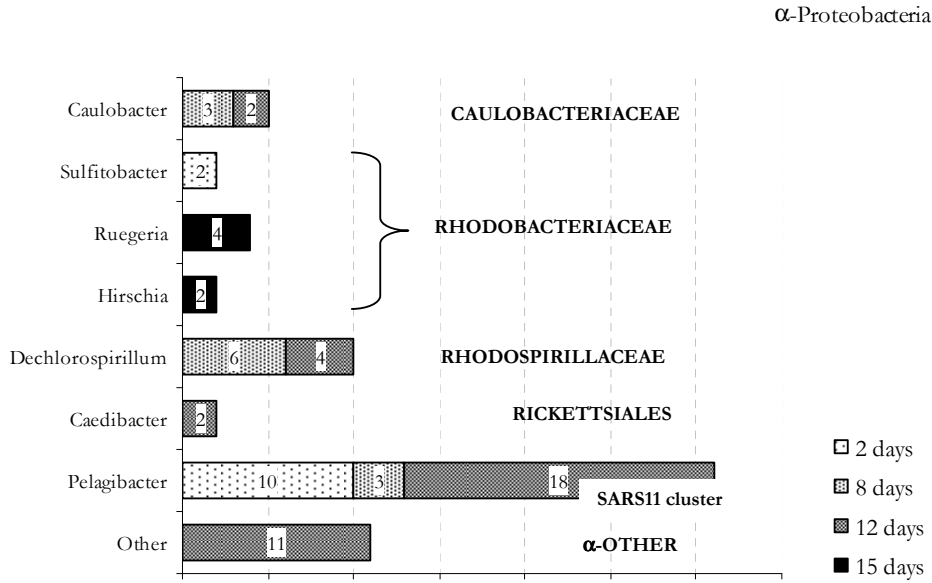 α-Proteobacteria
Caulobacter 3 2 CAULOBACTERIACEAE
Sulfitobacter 2
Ruegeria 4 RHODOBACTERIACEAE
Hirschia 2
Dechlorospirillum 6 4 RHODOSPIRILLACEAE
Caedibacter 2 RICKETTSIALES
Pelagibacter 10 3 18
SARS11 cluster
Other 11 α-OTHER
2 days
8 days
12 days
15 days